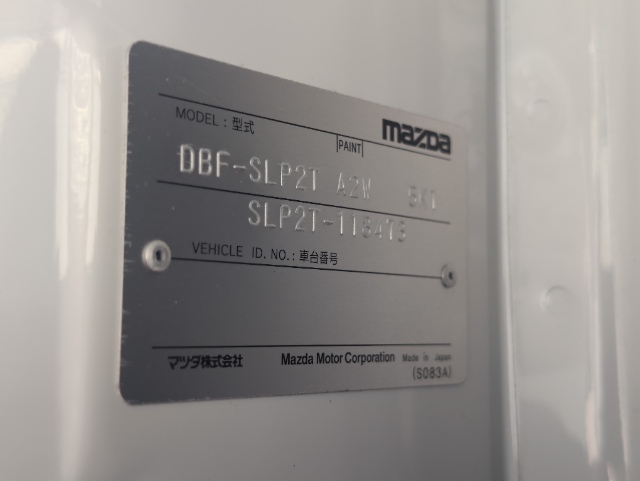 mazda
MODEL : 型式
PAINT
DBF-SLP2T A2W
SLP2T-118473
VEHICLE ID. NO. : 車台番号
マツダ株式会社 Mazda Motor Corporation Made in Japan
(S083A)